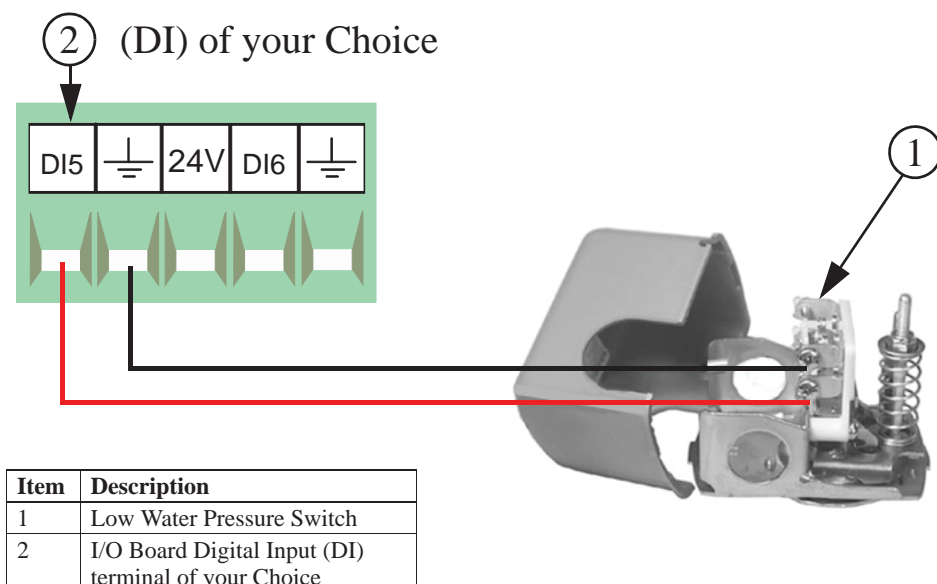 2 (DI) of your Choice
DI5 24V DI6
1
Item Description
1 Low Water Pressure Switch
2 I/O Board Digital Input (DI)
terminal of your Choice